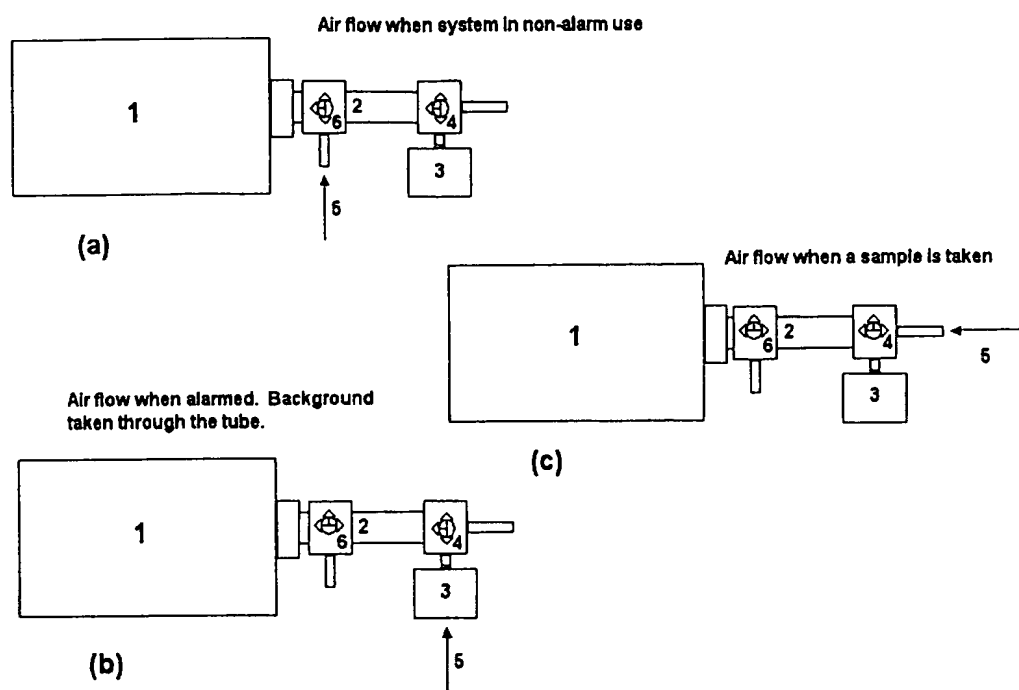 Air flow when system in non-alarm use
1
2
6
4
3
5
(a)
Air flow when a sample is taken
1
2
6
4
5
3
(c)
Air flow when alarmed. Background
taken through the tube.
1
2
6
4
3
5
(b)